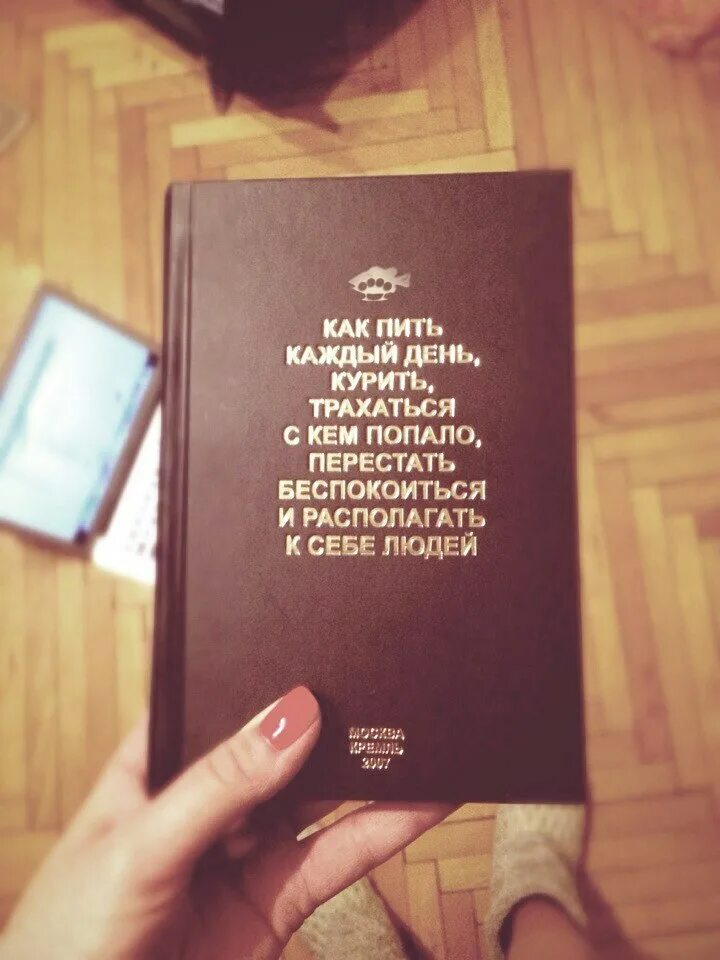 КАК ПИТЬ
КАЖДЫЙ ДЕНЬ,
КУРИТЬ,
ТРАХАТЬСЯ
С КЕМ ПОПАЛО,
ПЕРЕСТАТЬ
БЕСПОКОИТЬСЯ
И РАСПОЛАГАТЬ
К СЕБЕ ЛЮДЕЙ
МОСКВА
КРЕМЛЬ
2007